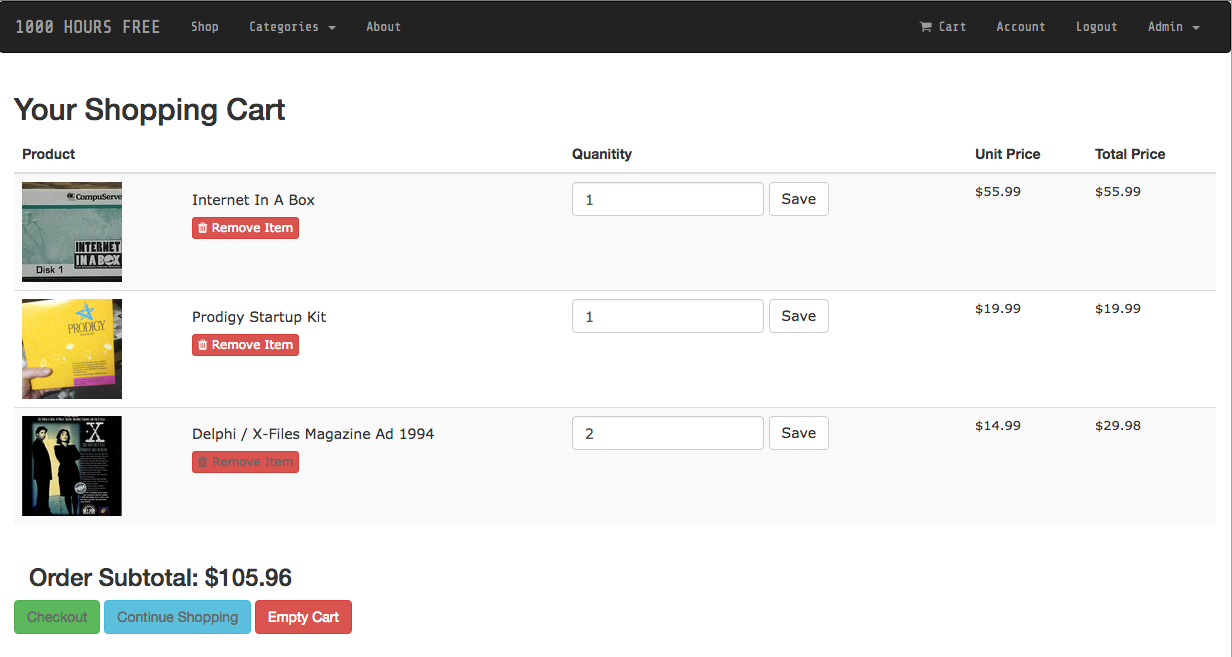 1000 HOURS FREE Shop Categories About Cart Account Logout Admin
Your Shopping Cart
Product Quanitity Unit Price Total Price
CompuServe
INTERNET
IN A BOX
Disk 1
Internet In A Box
Remove Item
1 Save $55.99 $55.99
PRODIGY
Prodigy Startup Kit
Remove Item
1 Save $19.99 $19.99
X
Delphi / X-Files Magazine Ad 1994
Remove Item
2 Save $14.99 $29.98
Order Subtotal: $105.96
Checkout Continue Shopping Empty Cart